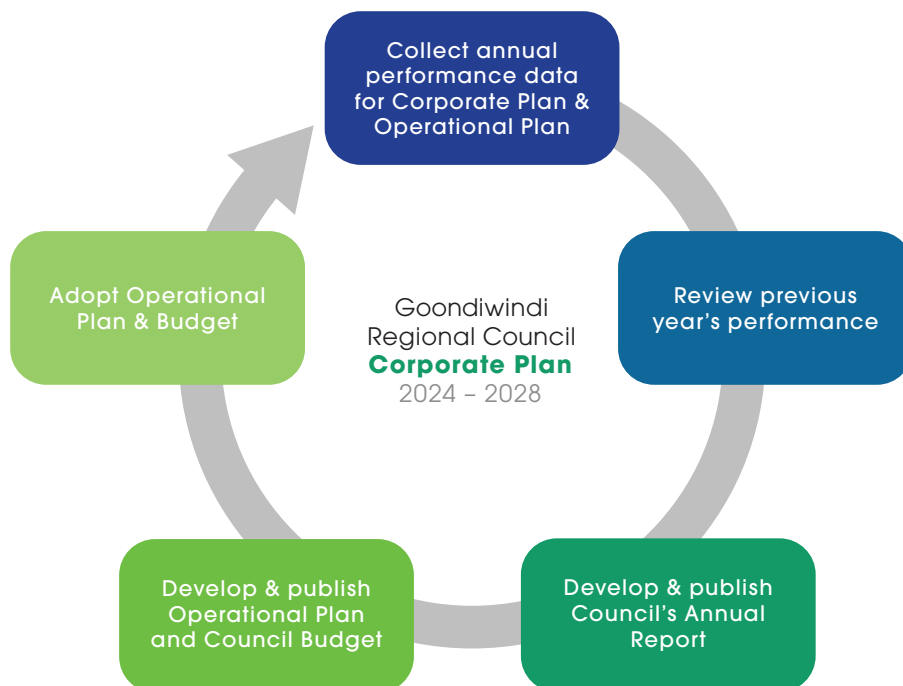 Collect annual
performance data
for Corporate Plan &
Operational Plan
Review previous
year's performance
Develop & publish
Council's Annual
Report
Develop & publish
Operational Plan
and Council Budget
Adopt Operational
Plan & Budget
Goondiwindi
Regional Council
Corporate Plan
2024 – 2028